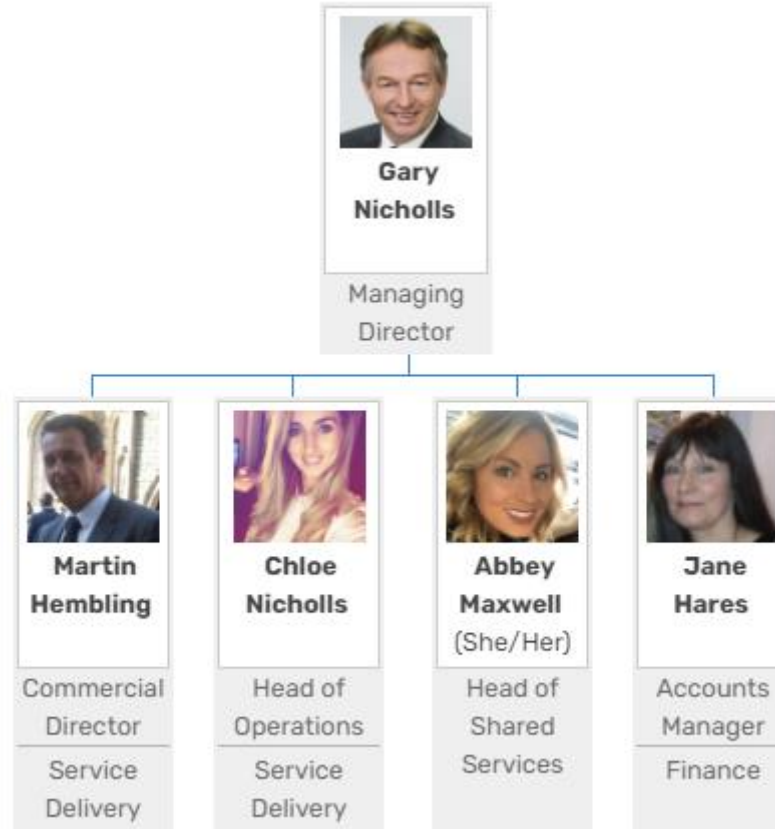 Gary
Nicholls
Managing
Director
Martin
Hembling
Commercial
Director
Service
Delivery
Chloe
Nicholls
Head of
Operations
Service
Delivery
Abbey
Maxwell
(She/Her)
Head of
Shared
Services
Jane
Hares
Accounts
Manager
Finance